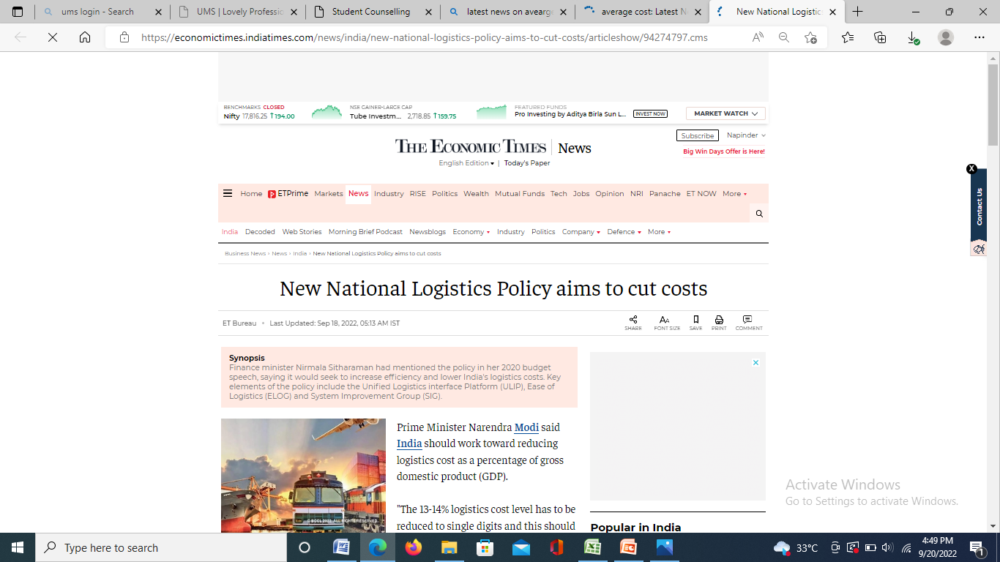 ums login - Search
UMS | Lovely Professic
Student Counselling
latest news on avearge
average cost: Latest N
New National Logistic
https://economictimes.indiatimes.com/news/india/new-national-logistics-policy-aims-to-cut-costs/articleshow/94274797.cms
BENCHMARKS CLOSED
Nifty 17,816.25 ↑194.00
NSE GAINER-LARGE CAP
Tube Investm... 2,718.85 ↑159.75
FEATURED FUNDS
Pro Investing by Aditya Birla Sun L...
INVEST NOW
MARKET WATCH
Subscribe
Napinder
Big Win Days Offer is Here!
THE ECONOMIC TIMES | News
English Edition | Today's Paper
X
Contact Us
Home ETPrime Markets News Industry RISE Politics Wealth Mutual Funds Tech Jobs Opinion NRI Panache ET NOW More
India Decoded Web Stories Morning Brief Podcast Newsblogs Economy Industry Politics Company Defence More
Business News › News › India › New National Logistics Policy aims to cut costs
New National Logistics Policy aims to cut costs
ET Bureau • Last Updated: Sep 18, 2022, 05:13 AM IST
SHARE FONT SIZE SAVE PRINT COMMENT
Synopsis
Finance minister Nirmala Sitharaman had mentioned the policy in her 2020 budget
speech, saying it would seek to increase efficiency and lower India's logistics costs. Key
elements of the policy include the Unified Logistics interface Platform (ULIP), Ease of
Logistics (ELOG) and System Improvement Group (SIG).
© BCCL 2022. ALL RIGHTS RESERVED.
Prime Minister Narendra Modi said
India should work toward reducing
logistics cost as a percentage of gross
domestic product (GDP).
"The 13-14% logistics cost level has to be
reduced to single digits and this should
Popular in India
Activate Windows
Go to Settings to activate Windows.
Type here to search
33°C
4:49 PM
9/20/2022
1